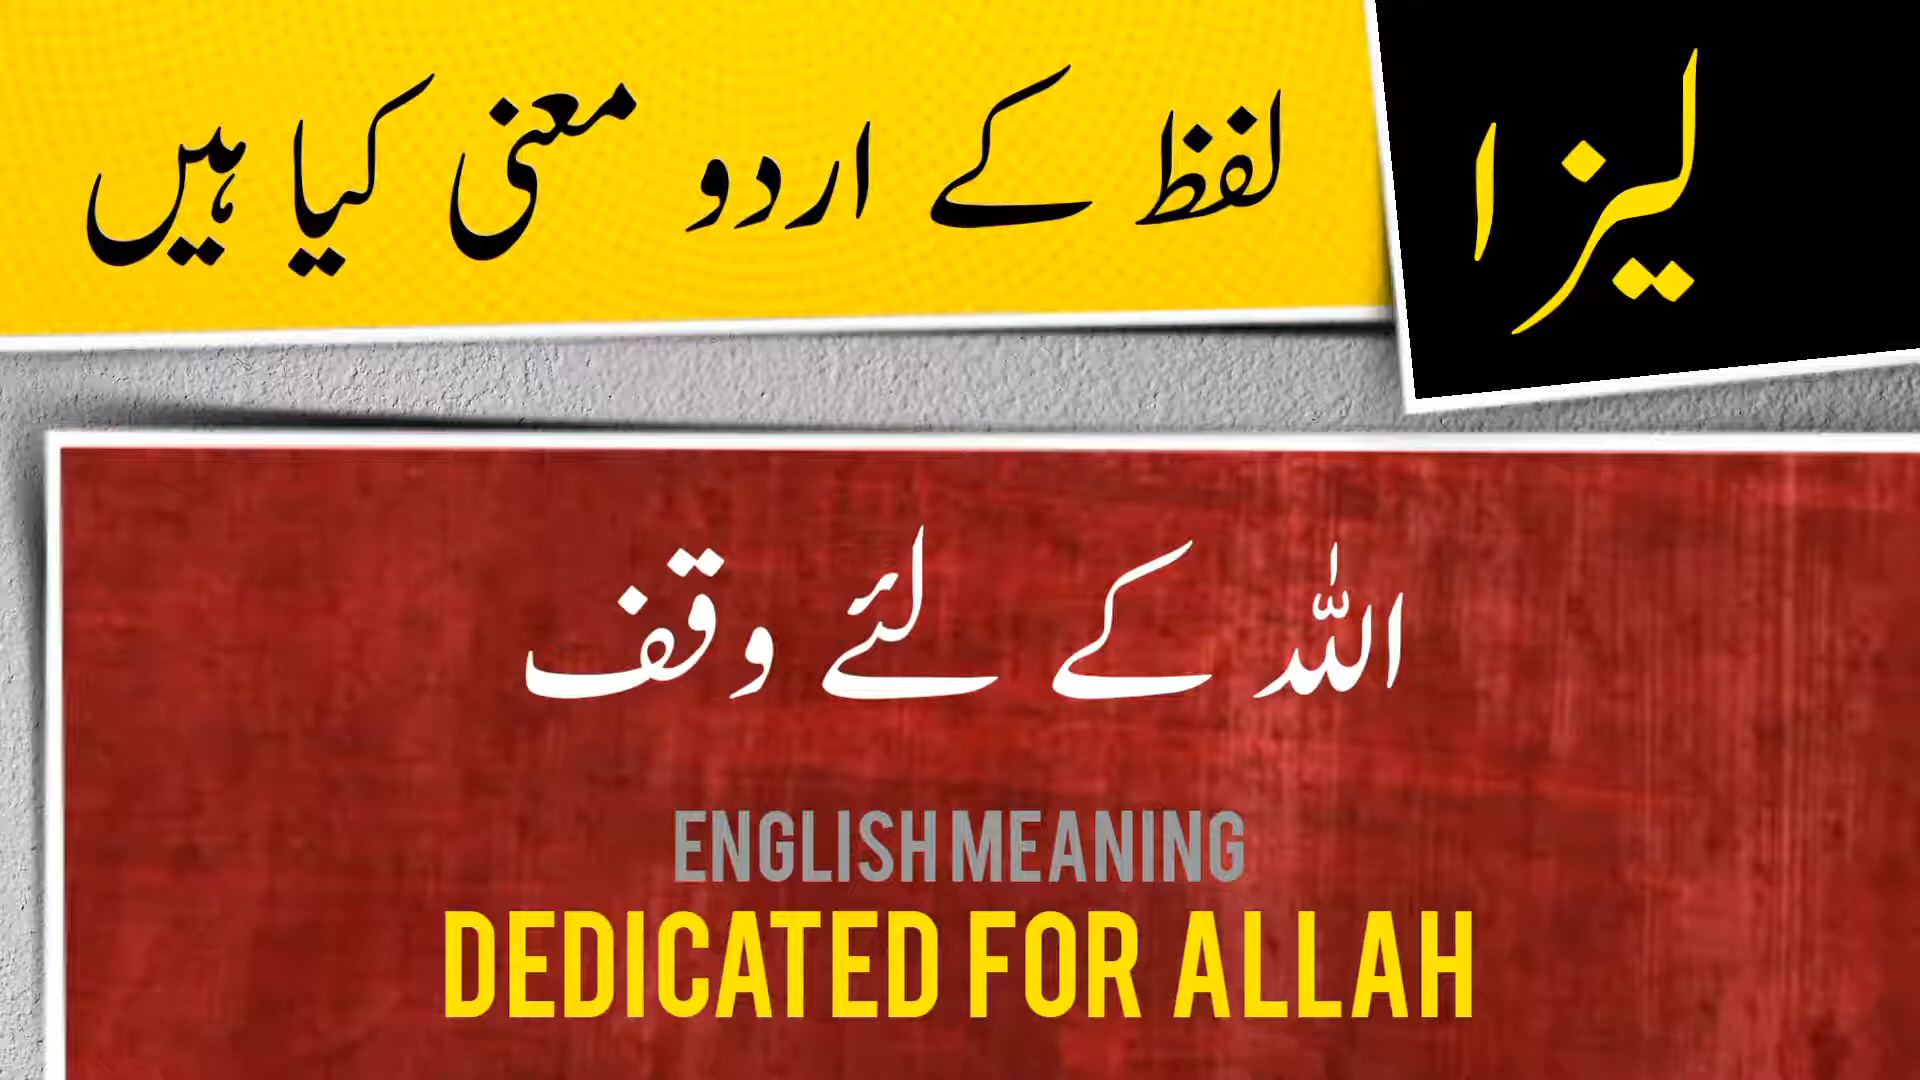 لیزا لفظ کے اردو معنی کیا ہیں
اللہ کے لئے وقف
ENGLISH MEANING
DEDICATED FOR ALLAH